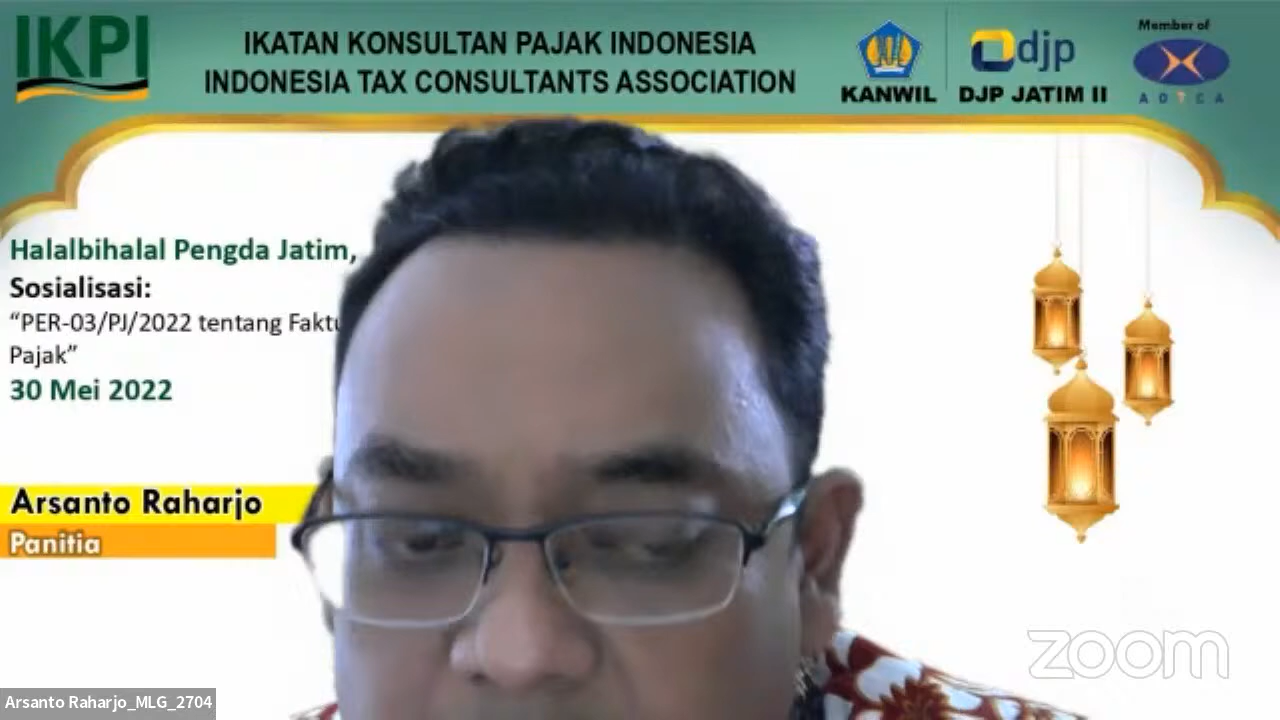 IKPI
IKATAN KONSULTAN PAJAK INDONESIA
INDONESIA TAX CONSULTANTS ASSOCIATION
KANWIL
djp
DJP JATIM II
Member of
AOTCA
Halalbihalal Pengda Jatim,
Sosialisasi:
“PER-03/PJ/2022 tentang Faktu
Pajak”
30 Mei 2022
Arsanto Raharjo
Panitia
zoom
Arsanto Raharjo_MLG_2704